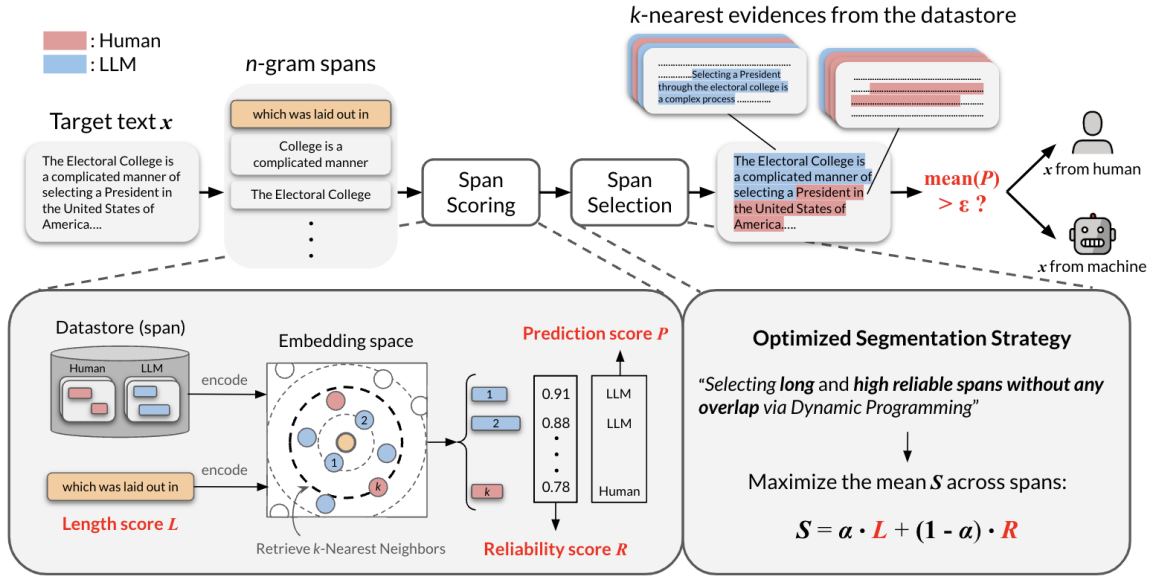 k-nearest evidences from the datastore
: Human
: LLM
n-gram spans
Target text x
The Electoral College is
a complicated manner of
selecting a President in
the United States of
America....
which was laid out in
College is a
complicated manner
The Electoral College
Span
Scoring
Span
Selection
Selecting a President
through the electoral college is
a complex process
The Electoral College is
a complicated manner of
selecting a President in
the United States of
America.....
mean(P)
> ε ?
x from human
x from machine
Datastore (span)
Human
LLM
encode
which was laid out in
encode
Length score L
Embedding space
1
2
k
Retrieve k-Nearest Neighbors
Prediction score P
1
2
k
0.91
0.88
0.78
LLM
LLM
Human
Reliability score R
Optimized Segmentation Strategy
“Selecting long and high reliable spans without any
overlap via Dynamic Programming”
Maximize the mean S across spans:
S = α · L + (1 - α) · R